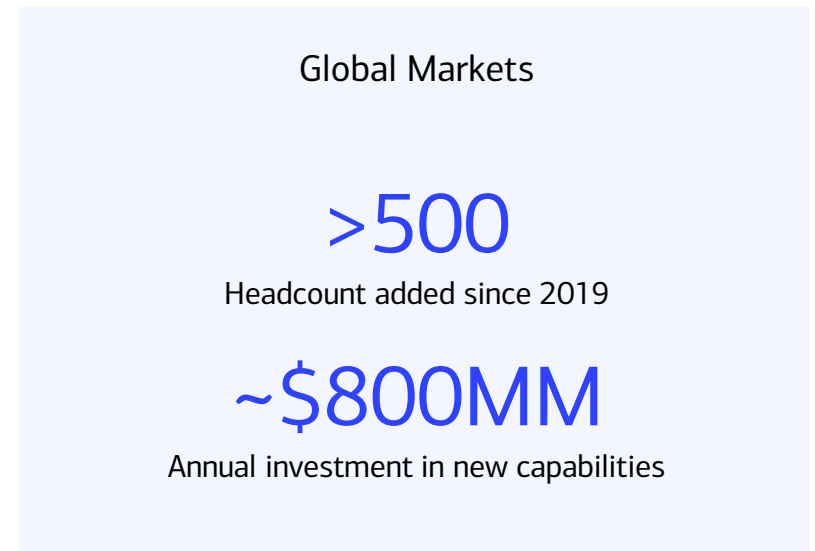 Global Markets
>500
Headcount added since 2019
~$800MM
Annual investment in new capabilities